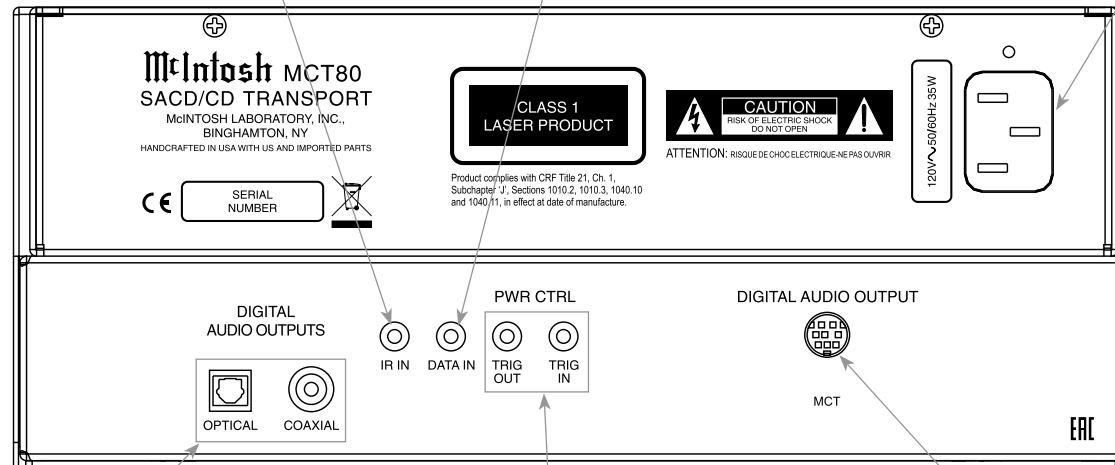 McIntosh MCT80
SACD/CD TRANSPORT
McINTOSH LABORATORY, INC.,
BINGHAMTON, NY
HANDCRAFTED IN USA WITH US AND IMPORTED PARTS
CE
SERIAL
NUMBER
CLASS 1
LASER PRODUCT
Product complies with CRF Title 21, Ch. 1,
Subchapter 'J', Sections 1010.2, 1010.3, 1040.10
and 1040.11, in effect at date of manufacture.
CAUTION
RISK OF ELECTRIC SHOCK
DO NOT OPEN
ATTENTION: RISQUE DE CHOC ELECTRIQUE-NE PAS OUVRIR
120V~50/60Hz 35W
DIGITAL
AUDIO OUTPUTS
OPTICAL
COAXIAL
IR IN
DATA IN
PWR CTRL
TRIG
OUT
TRIG
IN
DIGITAL AUDIO OUTPUT
MCT
EAC